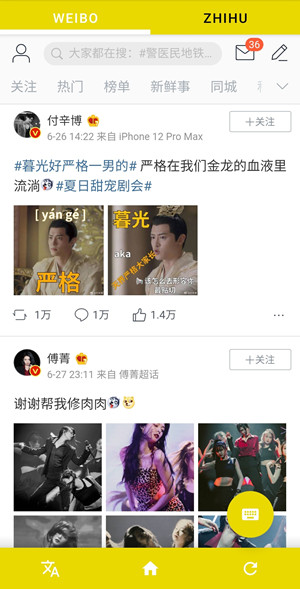 WEIBO ZHIHU
大家都在搜: #警医民地铁...
36
关注 热门 榜单 新鲜事 同城
付辛博
6-26 14:22 来自 iPhone 12 Pro Max
＋关注
#暮光好严格一男的# 严格在我们金龙的血液里
流淌 #夏日甜宠剧会#
[ yán gé ]
严格
暮光
aka
1万 1万 1.4万
...
傅菁
6-27 23:11 来自 傅菁超话
＋关注
谢谢帮我修肉肉